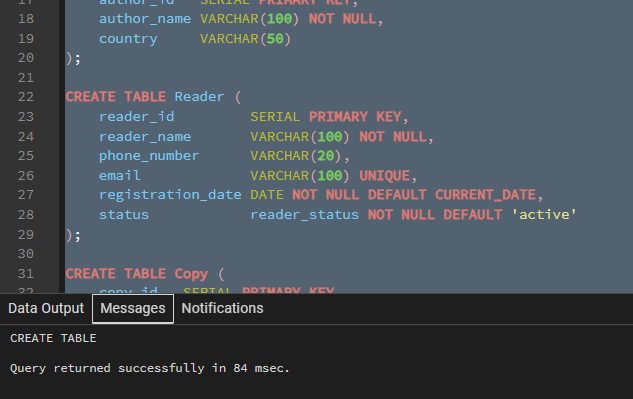 17 author_id SERIAL PRIMARY KEY,
18 author_name VARCHAR(100) NOT NULL,
19 country VARCHAR(50)
20 );
21
22 CREATE TABLE Reader (
23 reader_id SERIAL PRIMARY KEY,
24 reader_name VARCHAR(100) NOT NULL,
25 phone_number VARCHAR(20),
26 email VARCHAR(100) UNIQUE,
27 registration_date DATE NOT NULL DEFAULT CURRENT_DATE,
28 status reader_status NOT NULL DEFAULT 'active'
29 );
30
31 CREATE TABLE Copy (
32 copy_id SERIAL PRIMARY KEY
Data Output Messages Notifications
CREATE TABLE
Query returned successfully in 84 msec.